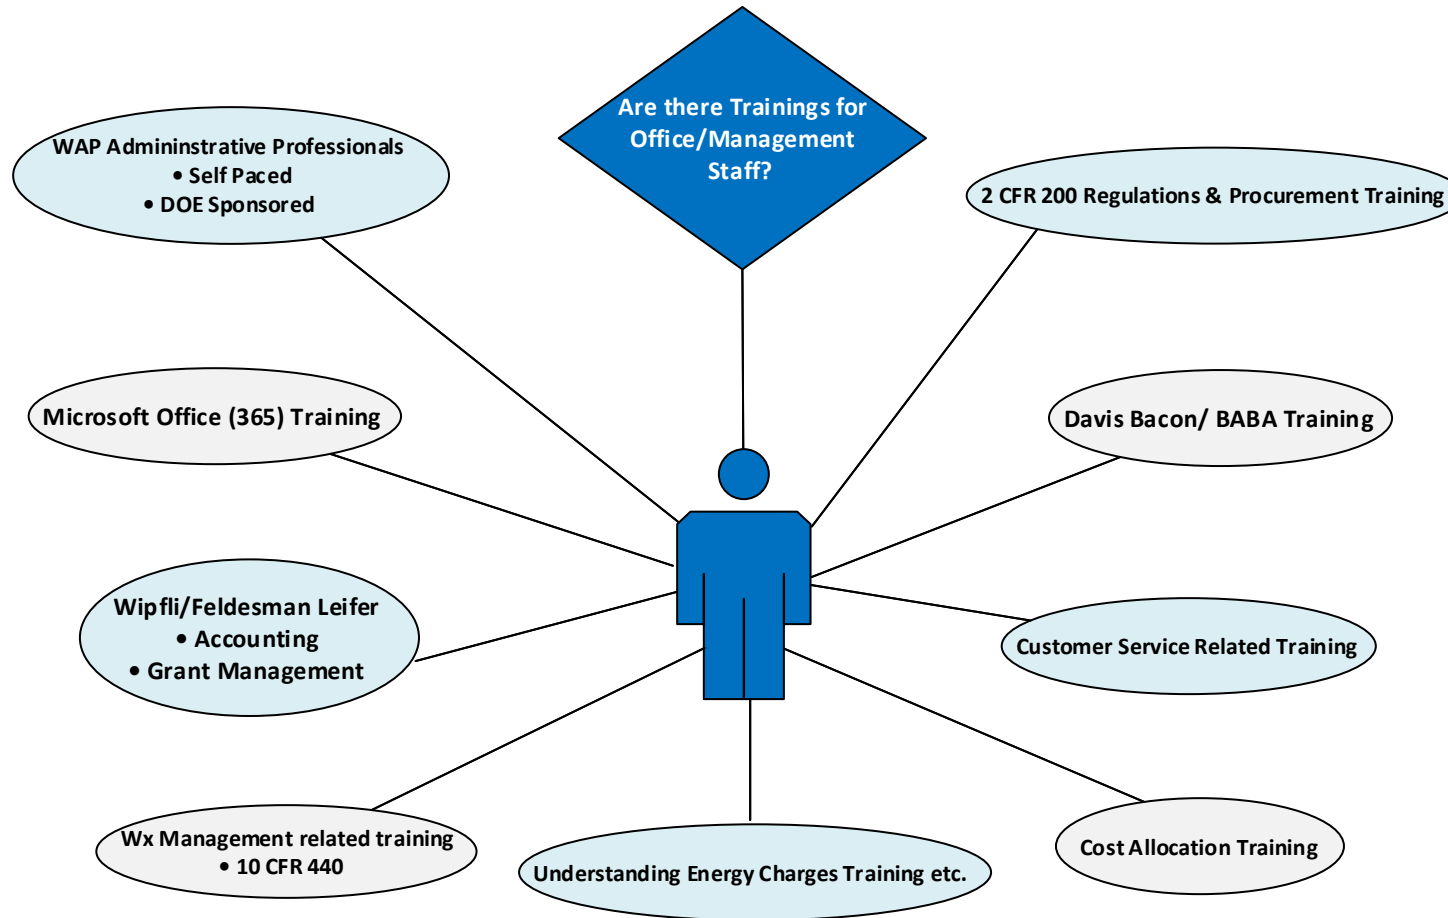 Are there Trainings for
Office/Management
Staff?
WAP Admininstrative Professionals
• Self Paced
• DOE Sponsored
2 CFR 200 Regulations & Procurement Training
Microsoft Office (365) Training
Davis Bacon/ BABA Training
Wipfli/Feldesman Leifer
• Accounting
• Grant Management
Customer Service Related Training
Wx Management related training
• 10 CFR 440
Understanding Energy Charges Training etc.
Cost Allocation Training